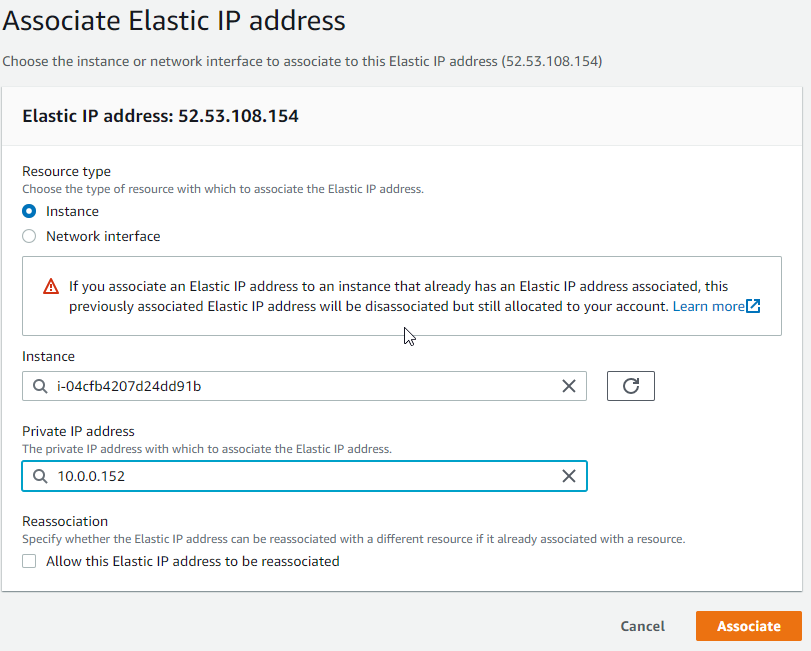 Associate Elastic IP address
Choose the instance or network interface to associate to this Elastic IP address (52.53.108.154)
Elastic IP address: 52.53.108.154
Resource type
Choose the type of resource with which to associate the Elastic IP address.
Instance
Network interface
If you associate an Elastic IP address to an instance that already has an Elastic IP address associated, this
previously associated Elastic IP address will be disassociated but still allocated to your account. Learn more
Instance
i-04cfb4207d24dd91b
Private IP address
The private IP address with which to associate the Elastic IP address.
10.0.0.152
Reassociation
Specify whether the Elastic IP address can be reassociated with a different resource if it already associated with a resource.
Allow this Elastic IP address to be reassociated
Cancel
Associate